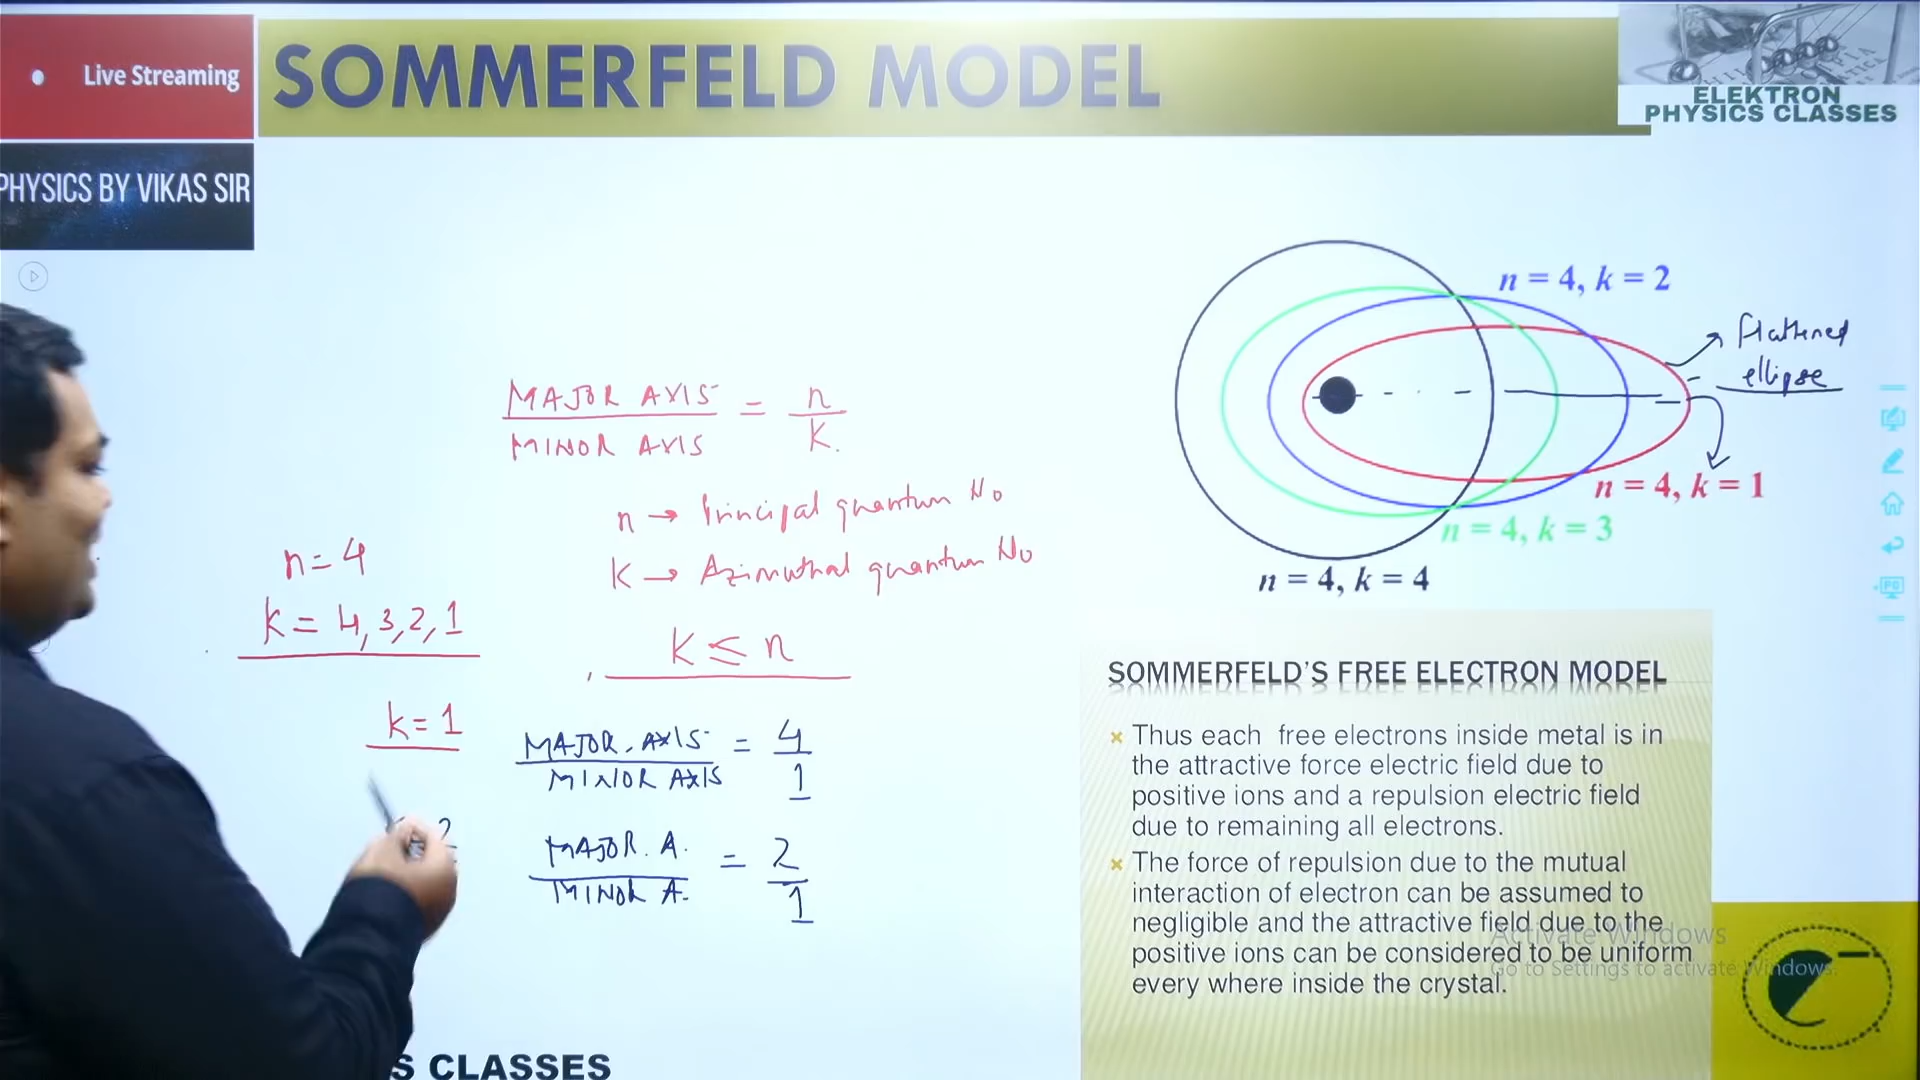 Live Streaming
SOMMERFELD MODEL
ELEKTRON
PHYSICS CLASSES
PHYSICS BY VIKAS SIR
MAJOR AXIS = n
MINOR AXIS K.
n → Principal quantum No
K → Azimuthal quantum No
K ≤ n
n = 4
K = 4, 3, 2, 1
k = 1
MAJOR. AXIS = 4
MINOR AXIS 1
2
MAJOR. A. = 2
MINOR A. 1
n = 4, k = 2
flattened
ellipse
n = 4, k = 1
n = 4, k = 3
n = 4, k = 4
SOMMERFELD'S FREE ELECTRON MODEL
Thus each free electrons inside metal is in
the attractive force electric field due to
positive ions and a repulsion electric field
due to remaining all electrons.
The force of repulsion due to the mutual
interaction of electron can be assumed to
negligible and the attractive field due to the
positive ions can be considered to be uniform
every where inside the crystal.
Activate Windows
Go to Settings to activate Windows.
S CLASSES